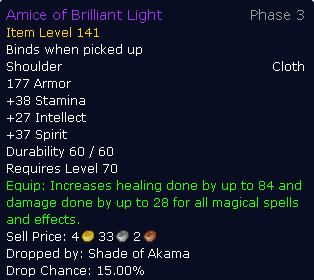 Amice of Brilliant Light Phase 3
Item Level 141
Binds when picked up
Shoulder Cloth
177 Armor
+38 Stamina
+27 Intellect
+37 Spirit
Durability 60 / 60
Requires Level 70
Equip: Increases healing done by up to 84 and
damage done by up to 28 for all magical spells
and effects.
Sell Price: 4 33 2
Dropped by: Shade of Akama
Drop Chance: 15.00%